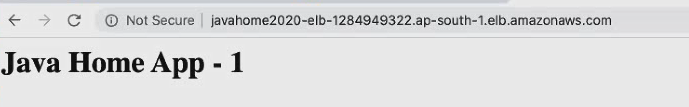 Not Secure | javahome2020-elb-1284949322.ap-south-1.elb.amazonaws.com
Java Home App - 1